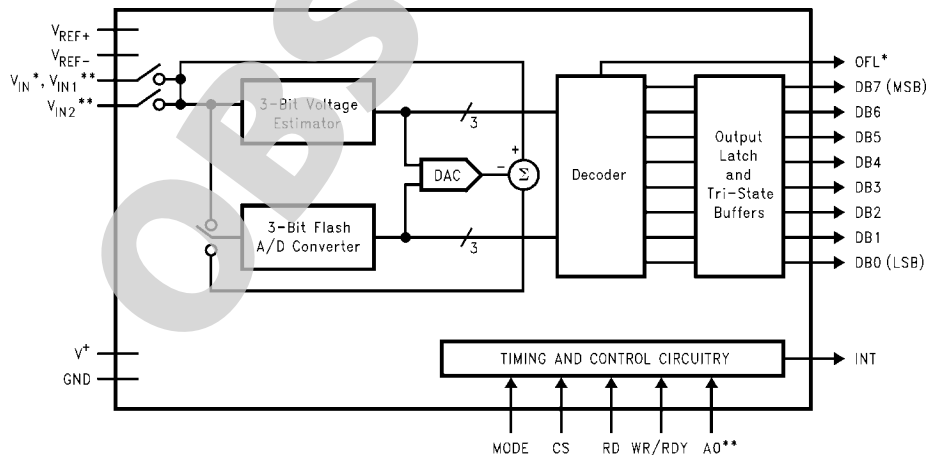 VREF+
VREF-
VIN*, VIN1**
VIN2**
3-Bit Voltage
Estimator
3
DAC
+
-
Σ
3-Bit Flash
A/D Converter
3
Decoder
Output
Latch
and
Tri-State
Buffers
OFL*
DB7 (MSB)
DB6
DB5
DB4
DB3
DB2
DB1
DB0 (LSB)
V+
GND
TIMING AND CONTROL CIRCUITRY
INT
MODE CS RD WR/RDY A0**
OBS